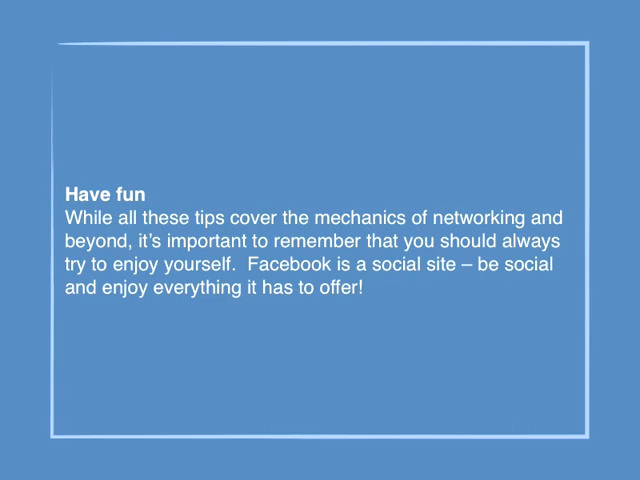 Have fun
While all these tips cover the mechanics of networking and
beyond, it’s important to remember that you should always
try to enjoy yourself.  Facebook is a social site – be social
and enjoy everything it has to offer!